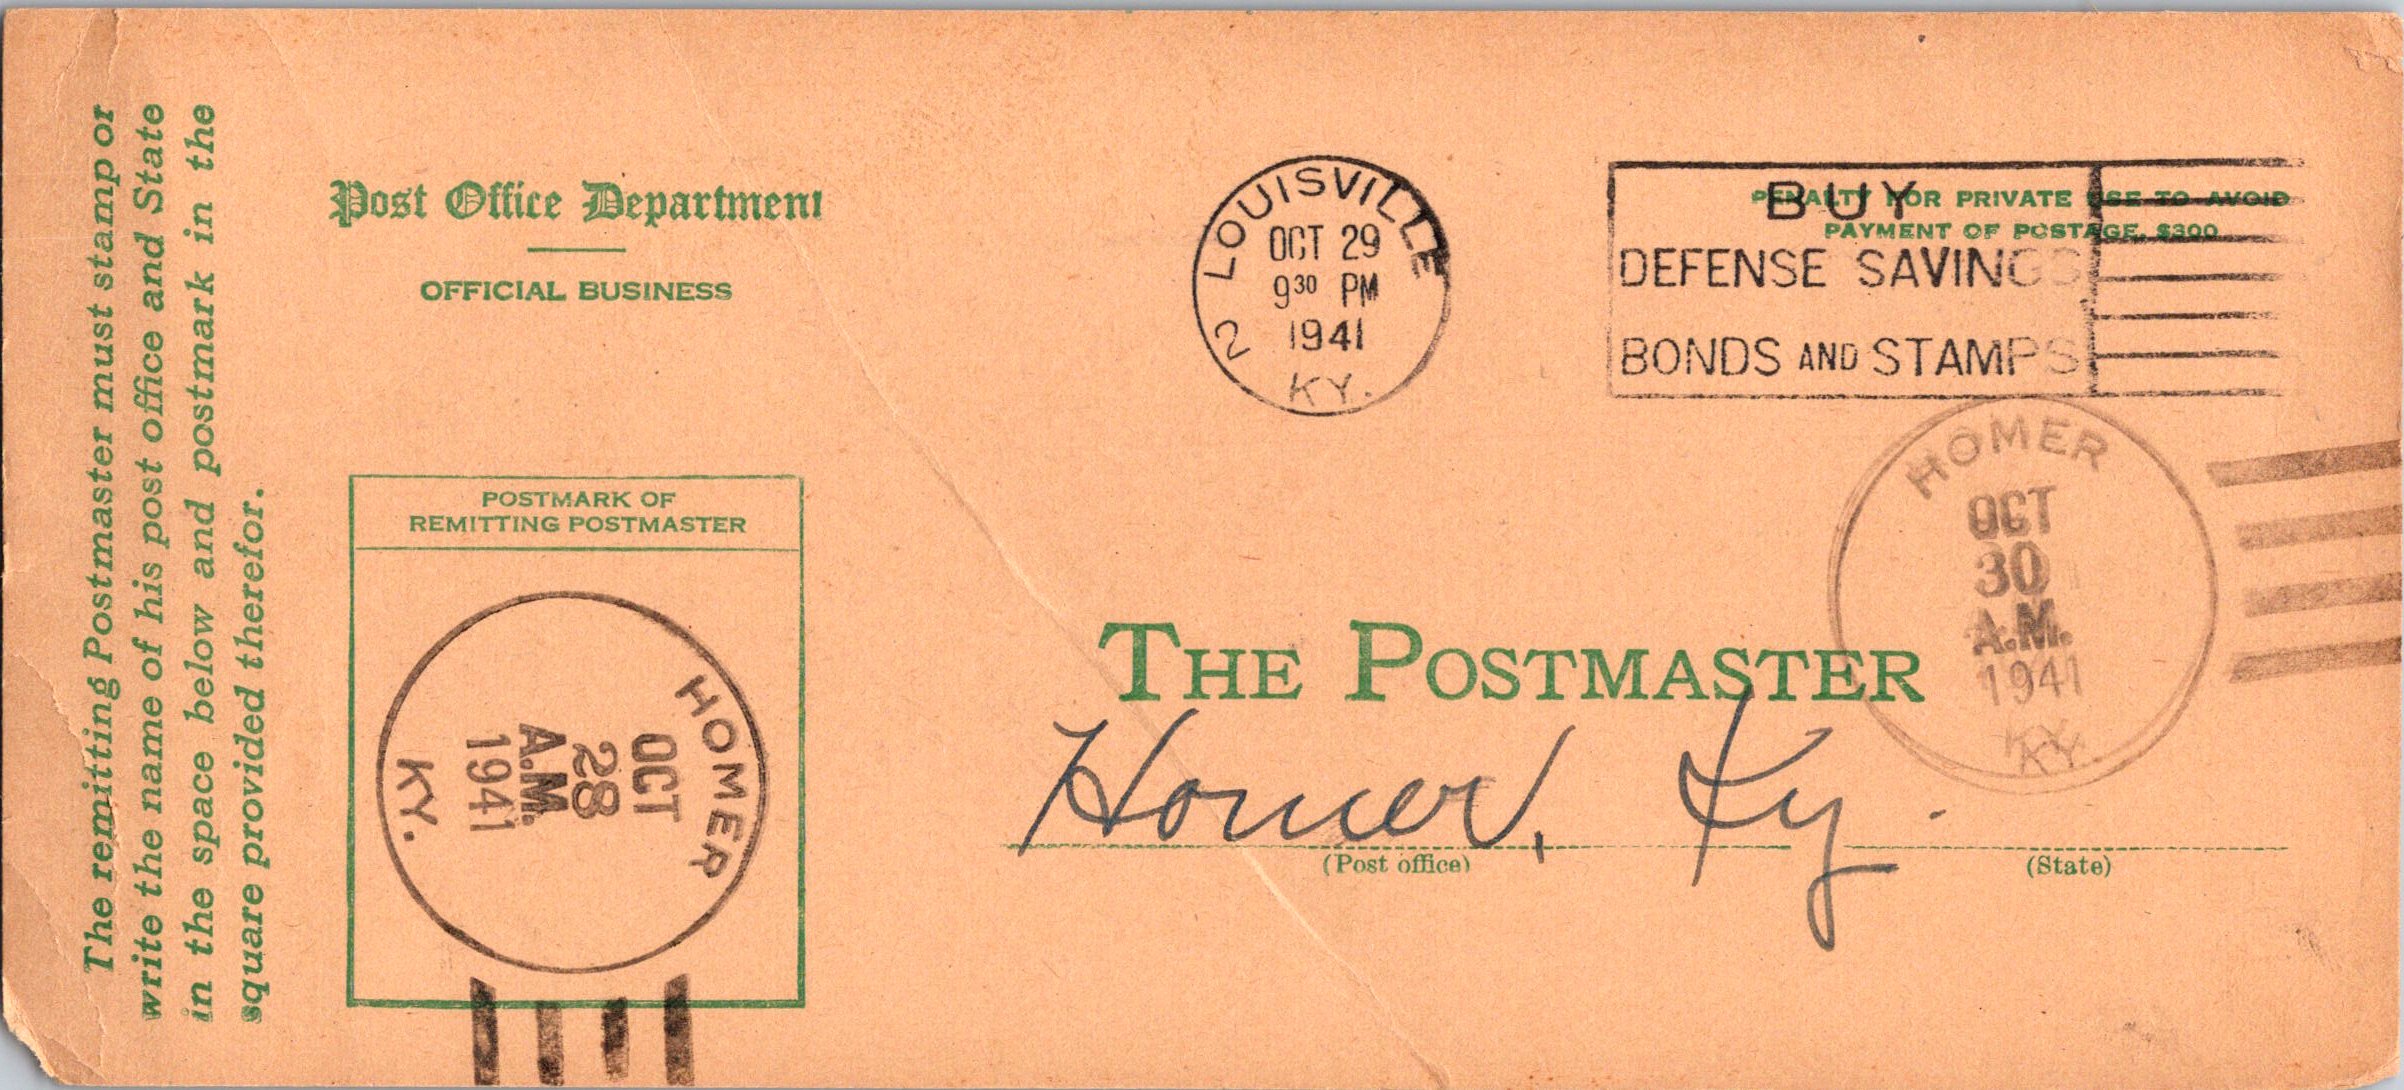 The remitting Postmaster must stamp or
write the name of his post office and State
in the space below and postmark in the
square provided therefor.
Post Office Department
OFFICIAL BUSINESS
POSTMARK OF
REMITTING POSTMASTER
HOMER
OCT
28
A.M.
1941
KY.
2 LOUISVILLE
OCT 29
9³⁰ PM
1941
KY.
PENALTY FOR PRIVATE USE TO AVOID
PAYMENT OF POSTAGE, $300
BUY
DEFENSE SAVINGS
BONDS AND STAMPS
HOMER
OCT
30
A.M.
1941
KY.
THE POSTMASTER
Homer, Ky.
(Post office) (State)